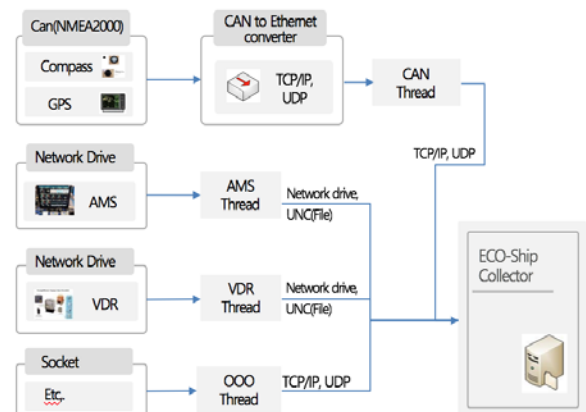 Can(NMEA2000)
Compass
GPS
CAN to Ethernet
converter
TCP/IP,
UDP
CAN
Thread
TCP/IP, UDP
Network Drive
AMS
AMS
Thread
Network drive,
UNC(File)
Network Drive
VDR
VDR
Thread
Network drive,
UNC(File)
Socket
Etc.
OOO
Thread
TCP/IP, UDP
ECO-Ship
Collector